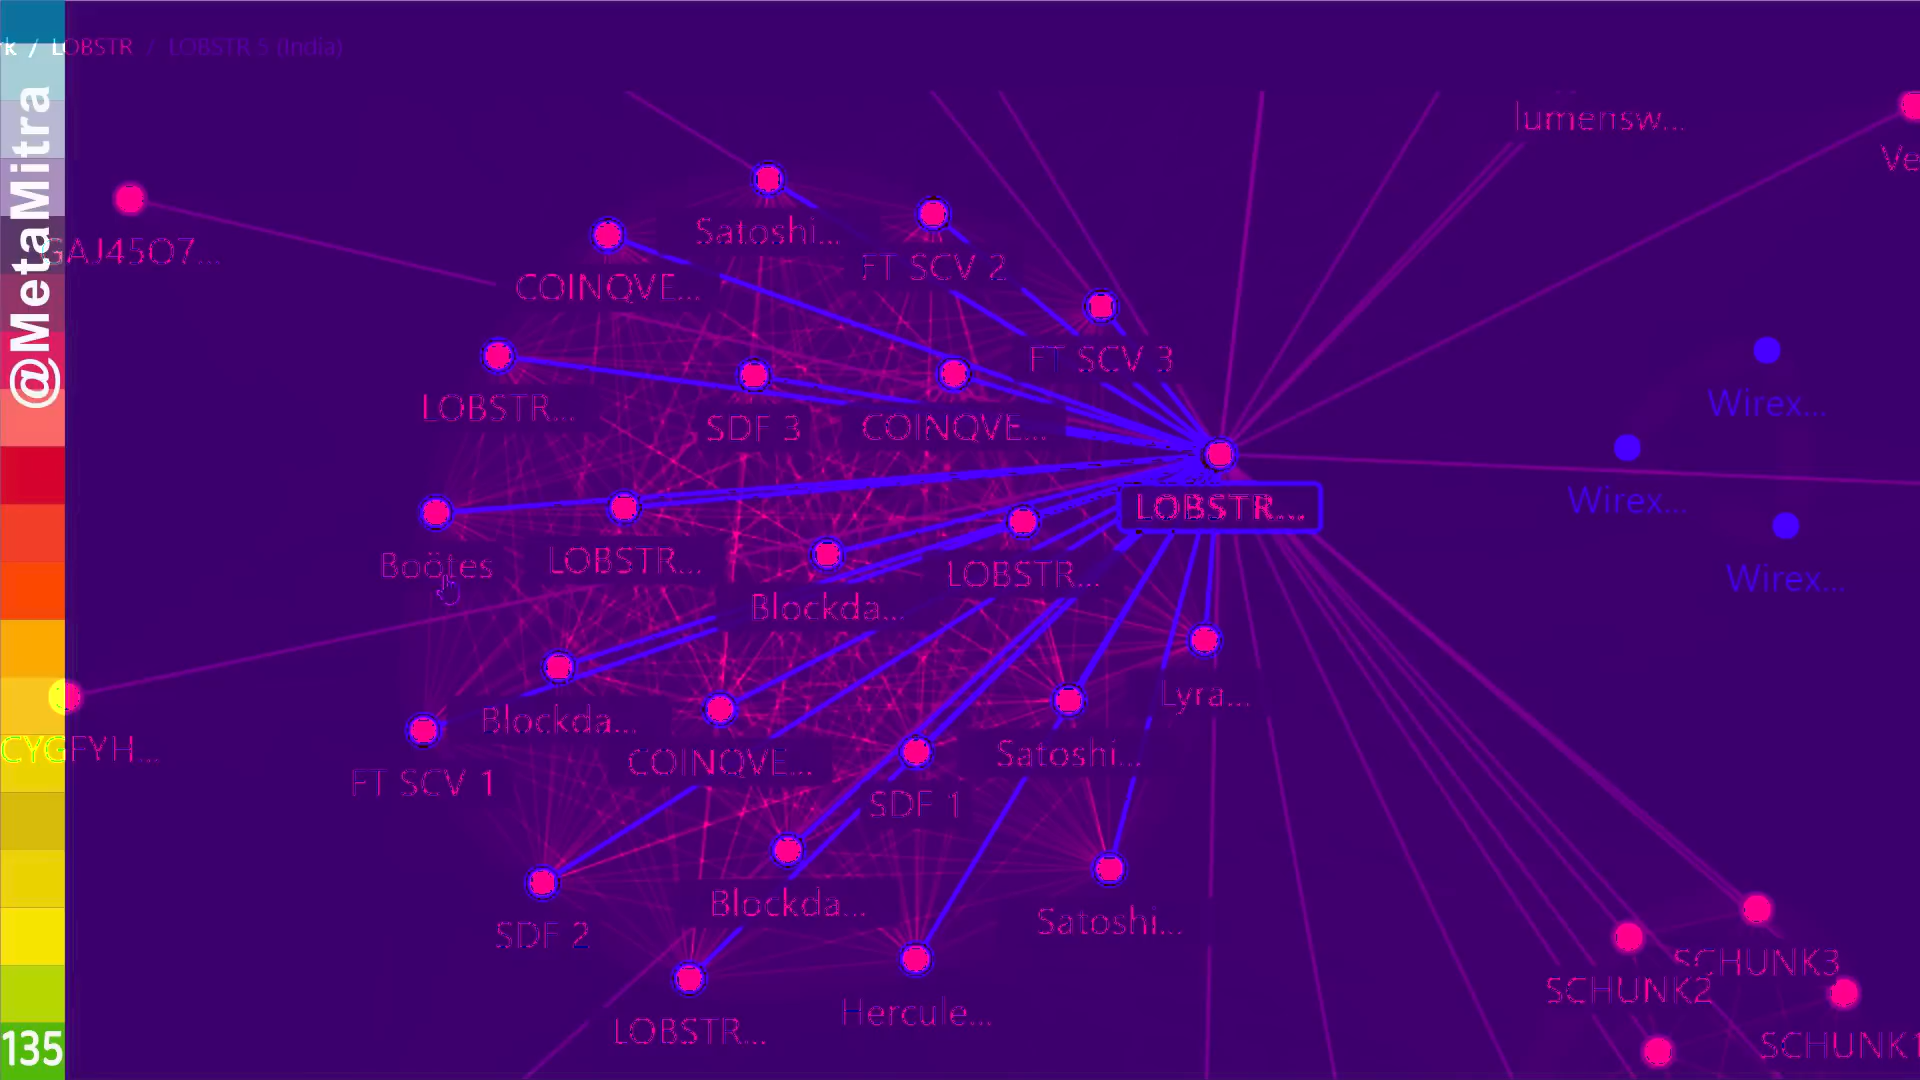 k / LOBSTR / LOBSTR 5 (India)
@MetaMitra
lumensw...
Ve
Satoshi...
GAJ45O7...
FT SCV 2
COINQVE...
FT SCV 3
LOBSTR...
SDF 3
COINQVE...
Wirex...
LOBSTR...
Wirex...
Boötes
LOBSTR...
LOBSTR...
Wirex...
Blockda...
Lyra...
Blockda...
CYGFYH...
COINQVE...
Satoshi...
FT SCV 1
SDF 1
Blockda...
Satoshi...
SDF 2
SCHUNK3
SCHUNK2
Hercule...
LOBSTR...
SCHUNK1
135